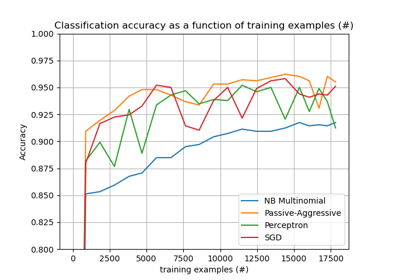 Classification accuracy as a function of training examples (#)
1.000
0.975
0.950
0.925
0.900
0.875
0.850
0.825
0.800
Accuracy
0 2500 5000 7500 10000 12500 15000 17500
training examples (#)
NB Multinomial
Passive-Aggressive
Perceptron
SGD